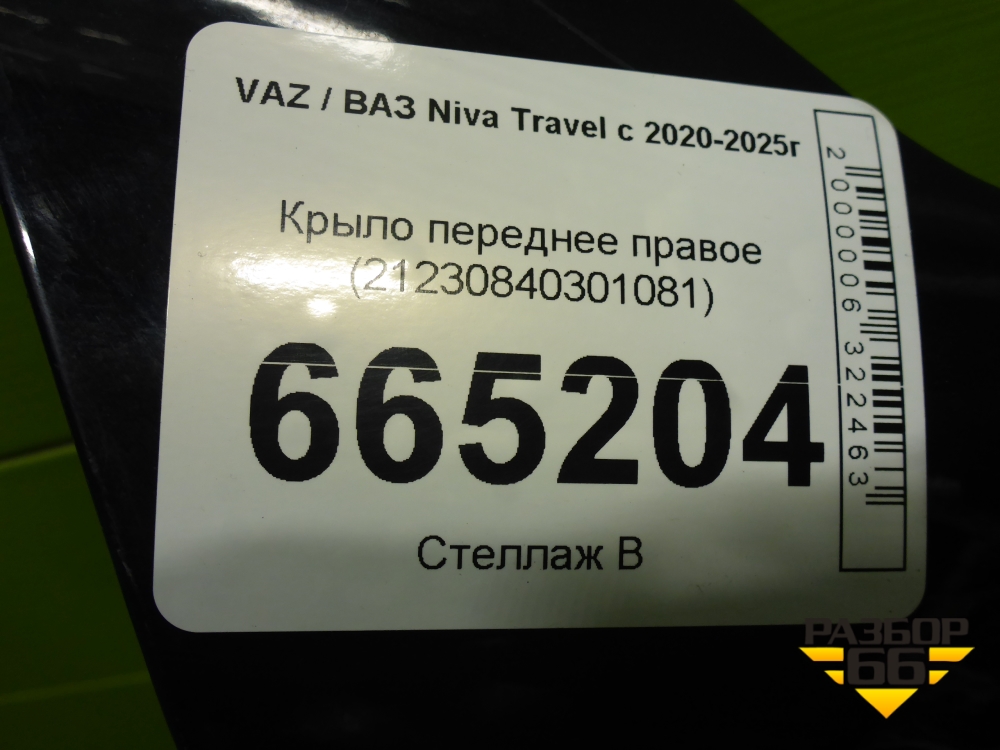 VAZ / ВАЗ Niva Travel с 2020-2025г
Крыло переднее правое
(21230840301081)
665204
Стеллаж В
2000006322463
РАЗБОР
66